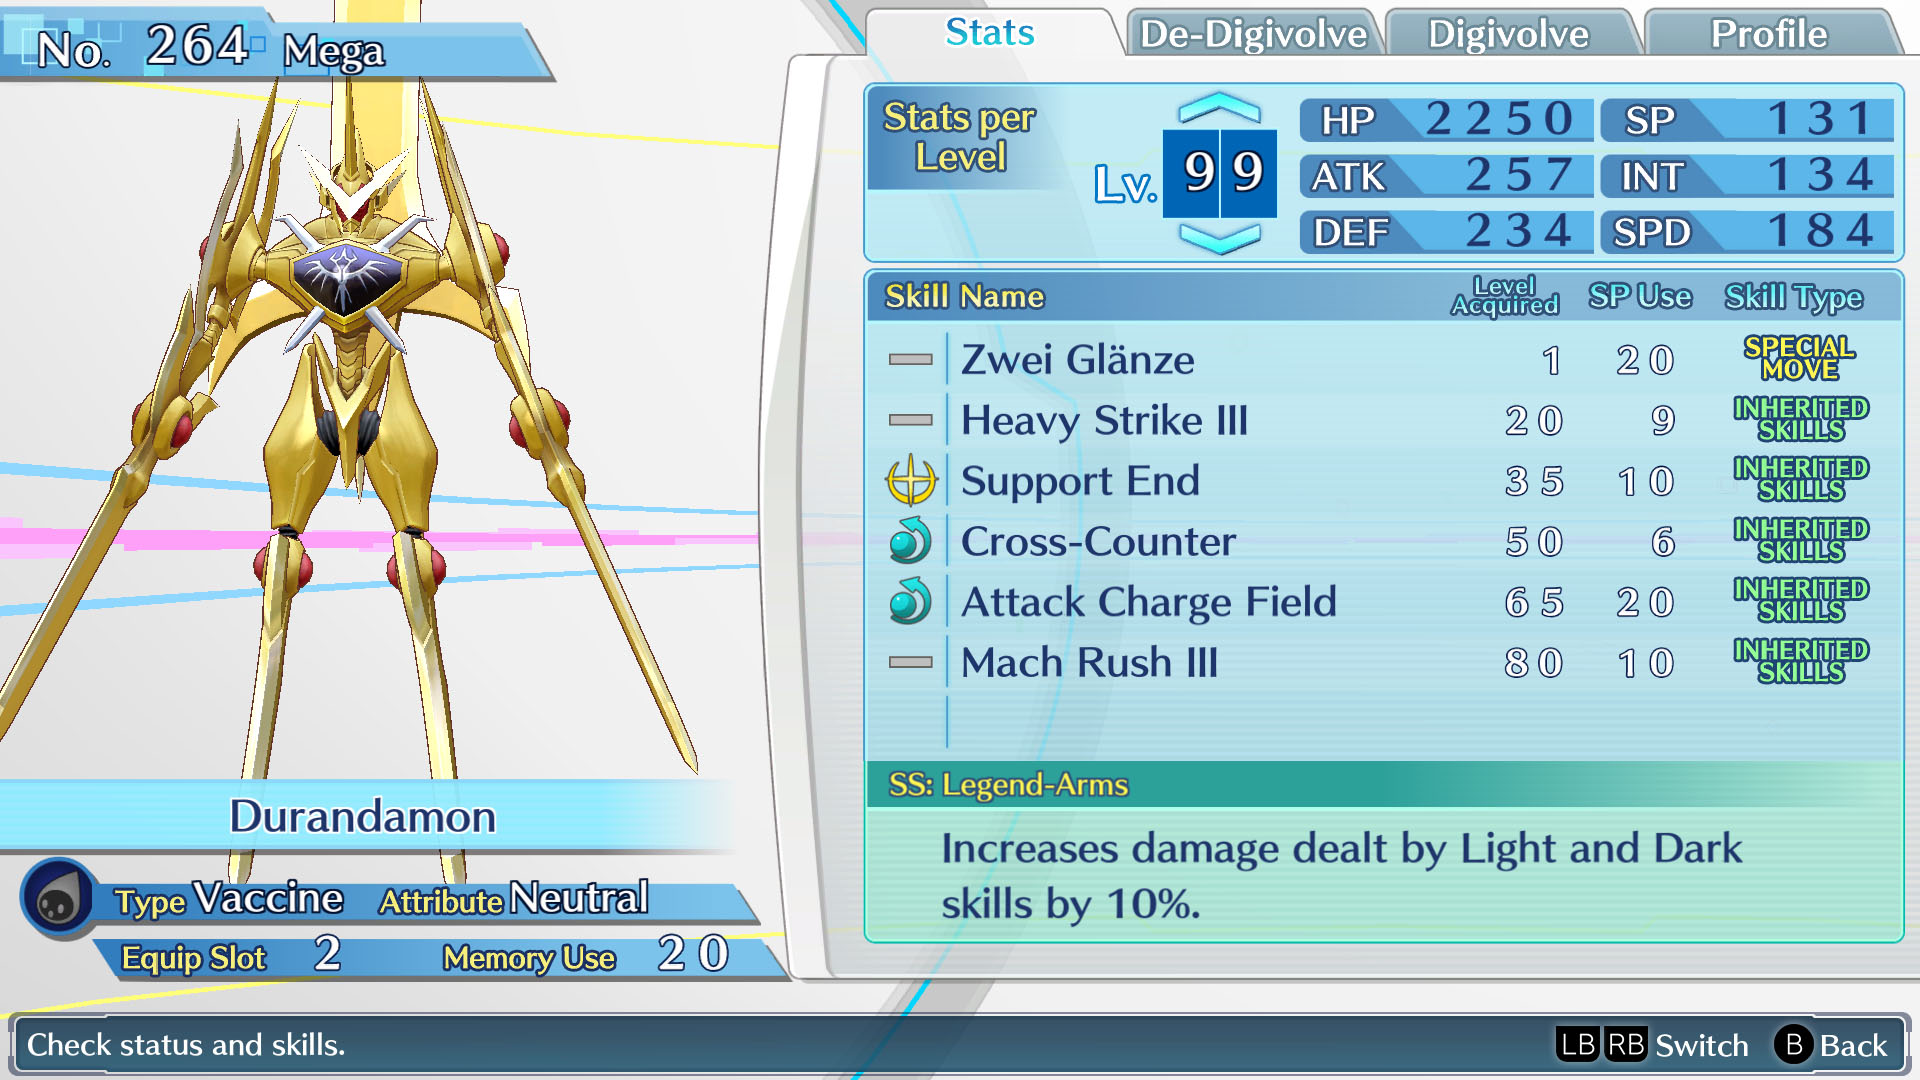 No. 264 Mega
Stats
De-Digivolve
Digivolve
Profile
Stats per
Level
Lv. 99
HP 2250
SP 131
ATK 257
INT 134
DEF 234
SPD 184
Skill Name
Level
Acquired
SP Use
Skill Type
Zwei Glänze 1 20 SPECIAL
MOVE
Heavy Strike III 20 9 INHERITED
SKILLS
Support End 35 10 INHERITED
SKILLS
Cross-Counter 50 6 INHERITED
SKILLS
Attack Charge Field 65 20 INHERITED
SKILLS
Mach Rush III 80 10 INHERITED
SKILLS
SS: Legend-Arms
Increases damage dealt by Light and Dark
skills by 10%.
Durandamon
Type Vaccine Attribute Neutral
Equip Slot 2 Memory Use 20
Check status and skills.
LB RB Switch B Back